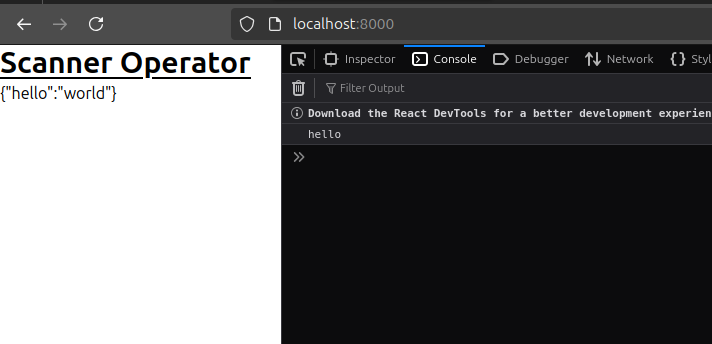 localhost:8000
Scanner Operator
{"hello":"world"}
Inspector Console Debugger Network {} Styl
Filter Output
Download the React DevTools for a better development experien
hello